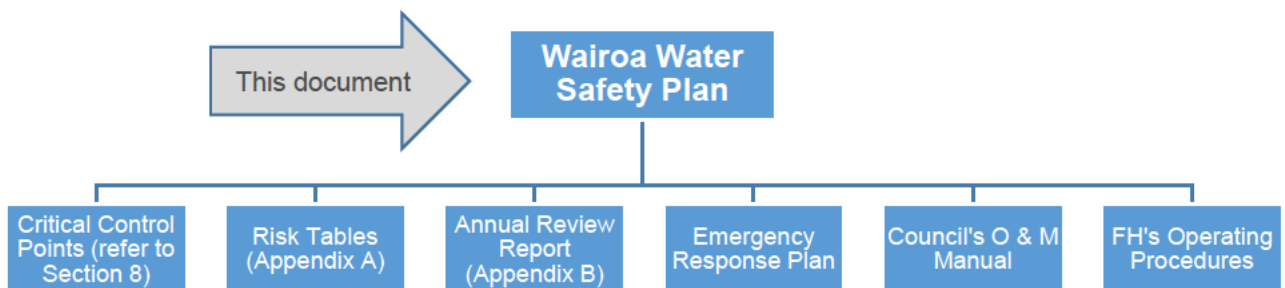 This document
Wairoa Water
Safety Plan
Critical Control
Points (refer to
Section 8)
Risk Tables
(Appendix A)
Annual Review
Report
(Appendix B)
Emergency
Response Plan
Council's O & M
Manual
FH's Operating
Procedures